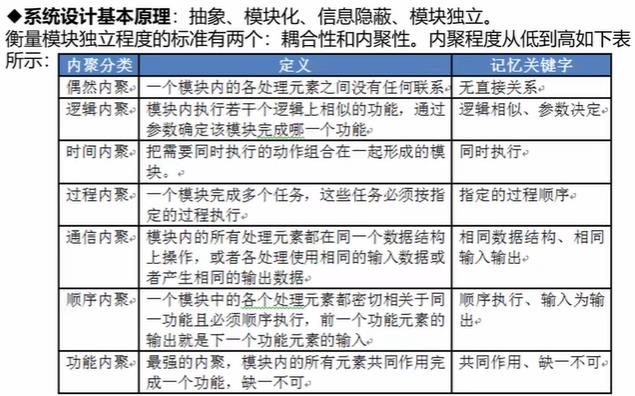 ◆系统设计基本原理：抽象、模块化、信息隐蔽、模块独立。
衡量模块独立程度的标准有两个：耦合性和内聚性。内聚程度从低到高如下表
所示：
内聚分类 定义 记忆关键字
偶然内聚 一个模块内的各处理元素之间没有任何联系 无直接关系
逻辑内聚 模块内执行若干个逻辑上相似的功能，通过 逻辑相似、参数决定
参数确定该模块完成哪一个功能
时间内聚 把需要同时执行的动作组合在一起形成的模 同时执行
块。
过程内聚 一个模块完成多个任务，这些任务必须按指 指定的过程顺序
定的过程执行
通信内聚 模块内的所有处理元素都在同一个数据结构 相同数据结构、相同
上操作，或者各处理使用相同的输入数据或 输入输出
者产生相同的输出数据
顺序内聚 一个模块中的各个处理元素都密切相关于同 顺序执行、输入为输
一功能且必须顺序执行，前一个功能元素的 出
输出就是下一个功能元素的输入
功能内聚 最强的内聚，模块内的所有元素共同作用完 共同作用、缺一不可
成一个功能，缺一不可